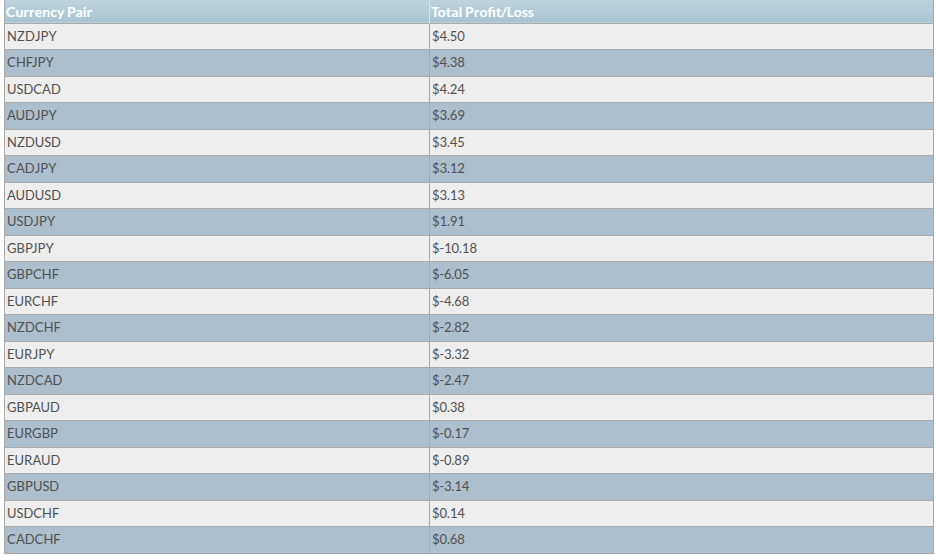 Currency Pair Total Profit/Loss
NZDJPY $4.50
CHFJPY $4.38
USDCAD $4.24
AUDJPY $3.69
NZDUSD $3.45
CADJPY $3.12
AUDUSD $3.13
USDJPY $1.91
GBPJPY $-10.18
GBPCHF $-6.05
EURCHF $-4.68
NZDCHF $-2.82
EURJPY $-3.32
NZDCAD $-2.47
GBPAUD $0.38
EURGBP $-0.17
EURAUD $-0.89
GBPUSD $-3.14
USDCHF $0.14
CADCHF $0.68